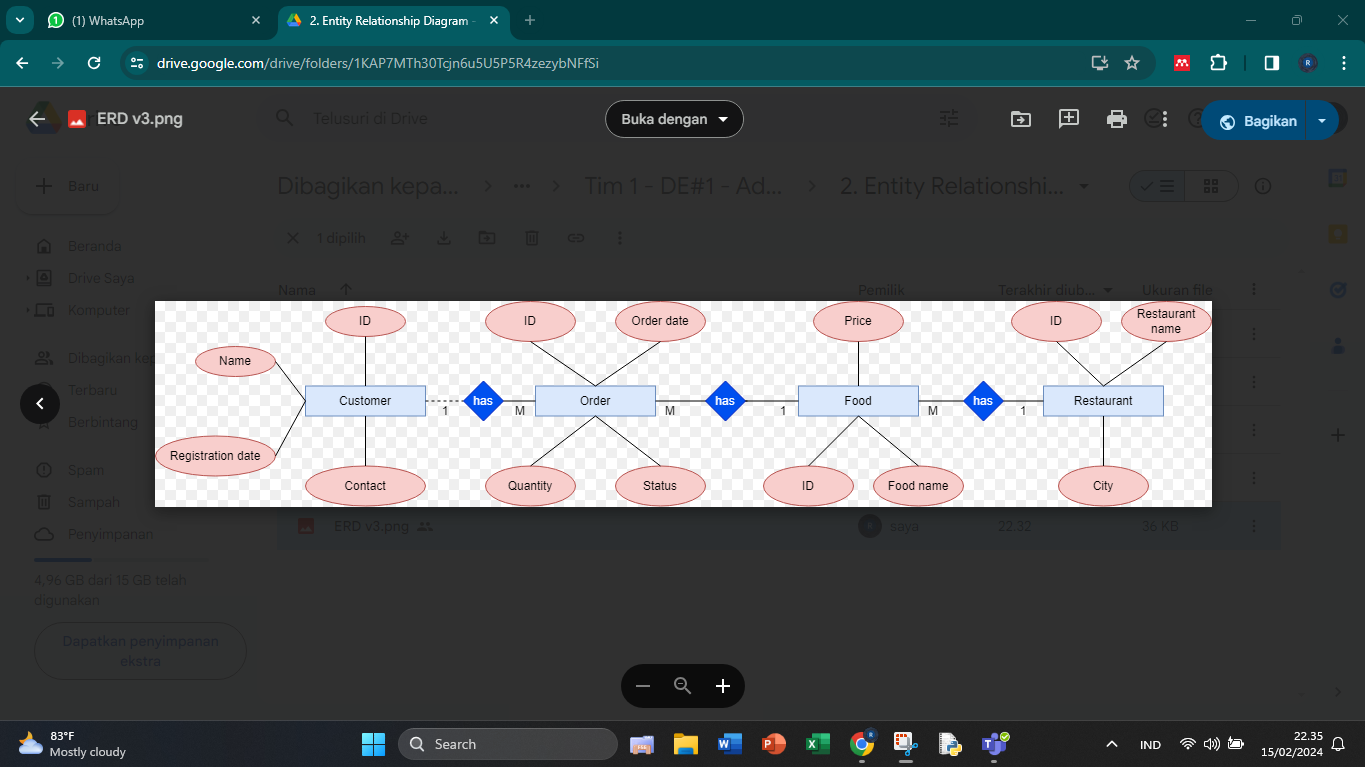 (1) WhatsApp
2. Entity Relationship Diagram -
drive.google.com/drive/folders/1KAP7MTh30Tcjn6u5U5P5R4zezybNFfSi
ERD v3.png
Telusuri di Drive
Buka dengan
Bagikan
Baru
Dibagikan kepa...
Tim 1 - DE#1 - Ad...
2. Entity Relationshi...
1 dipilih
Beranda
Drive Saya
Komputer
Dibagikan kep
Terbaru
Berbintang
Spam
Sampah
Penyimpanan
4,96 GB dari 15 GB telah
digunakan
Dapatkan penyimpanan
ekstra
Nama
Pemilik
Terakhir diub...
Ukuran file
ID
ID
Order date
Price
ID
Restaurant
name
Name
Customer
1
has
M
Order
M
has
1
Food
M
has
1
Restaurant
Registration date
Contact
Quantity
Status
ID
Food name
City
ERD v3.png
saya
22.32
36 KB
83°F
Mostly cloudy
Search
IND
22.35
15/02/2024